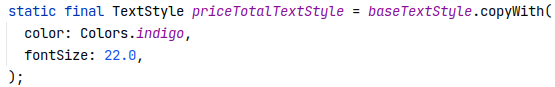 static final TextStyle priceTotalTextStyle = baseTextStyle.copyWith(
  color: Colors.indigo,
  fontSize: 22.0,
);